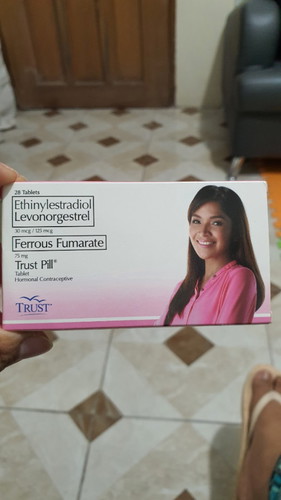 28 Tablets
Ethinylestradiol
Levonorgestrel
30 mcg / 125 mcg
Ferrous Fumarate
75 mg
Trust Pill®
Tablet
Hormonal Contraceptive
TRUST